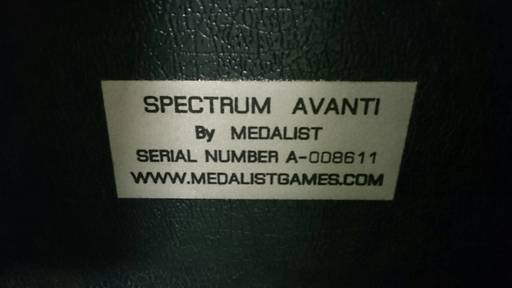 SPECTRUM AVANTI
By MEDALIST
SERIAL NUMBER A-008611
WWW.MEDALISTGAMES.COM